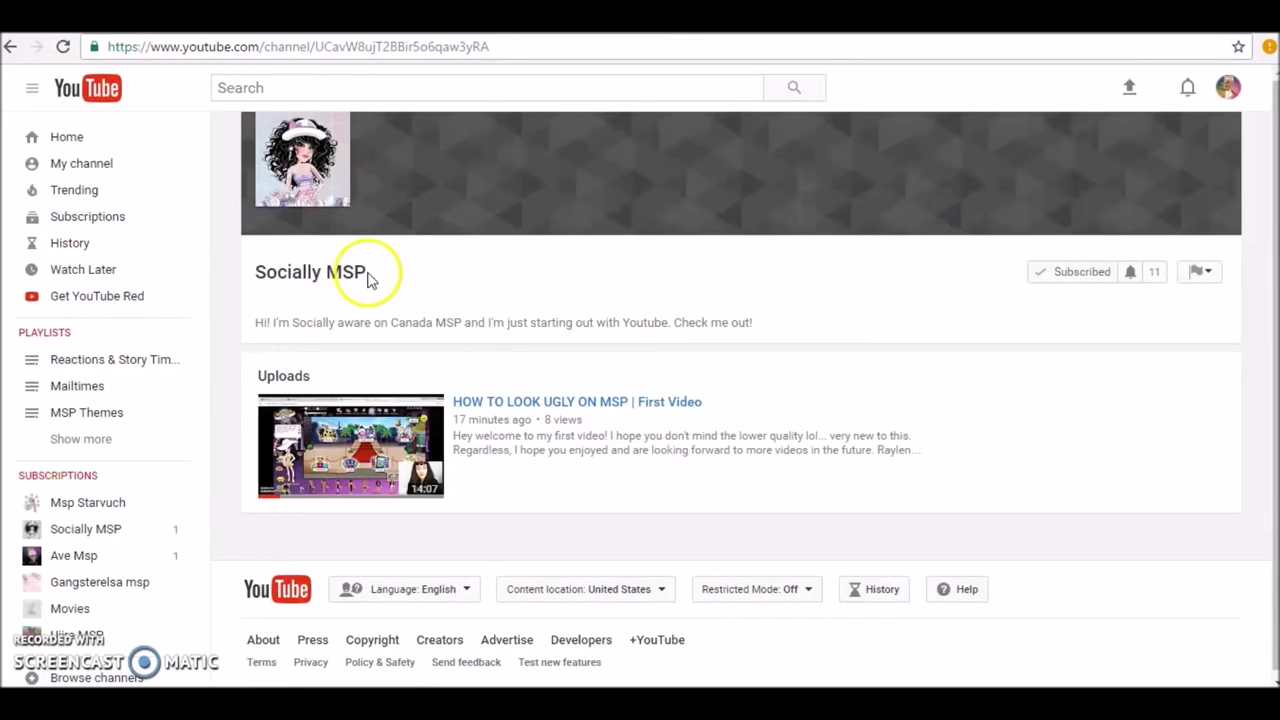 https://www.youtube.com/channel/UCavW8ujT2BBir5o6qaw3yRA
YouTube
Search
Home
My channel
Trending
Subscriptions
History
Watch Later
Get YouTube Red
PLAYLISTS
Reactions & Story Tim...
Mailtimes
MSP Themes
Show more
SUBSCRIPTIONS
Msp Starvuch
Socially MSP 1
Ave Msp 1
Gangsterelsa msp
Movies
MSP
Browse channels
RECORDED WITH
SCREENCAST MATIC
Socially MSP
Subscribed 11
Hi! I'm Socially aware on Canada MSP and I'm just starting out with Youtube. Check me out!
Uploads
HOW TO LOOK UGLY ON MSP | First Video
17 minutes ago • 8 views
Hey welcome to my first video! I hope you don't mind the lower quality lol... very new to this.
Regardless, I hope you enjoyed and are looking forward to more videos in the future. Raylen...
14:07
YouTube
Language: English
Content location: United States
Restricted Mode: Off
History
Help
About Press Copyright Creators Advertise Developers +YouTube
Terms Privacy Policy & Safety Send feedback Test new features